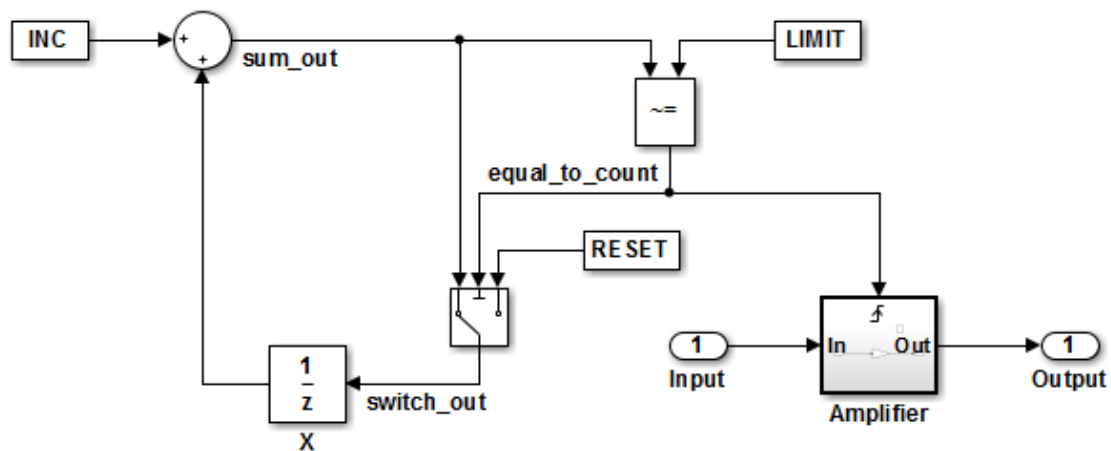 INC
+
+
sum_out
LIMIT
~=
equal_to_count
RESET
1
Input
In
Out
Amplifier
1
Output
1
z
X
switch_out